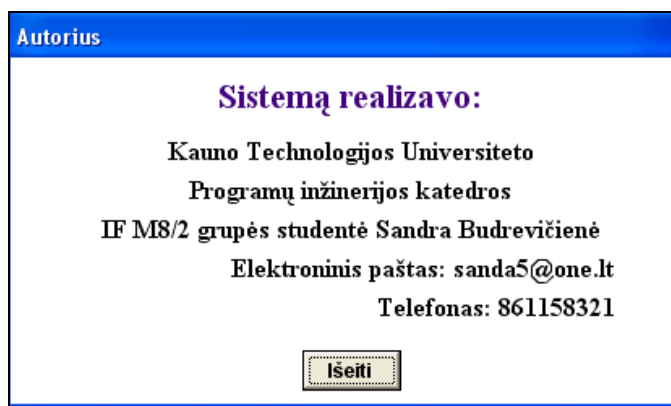 Autorius
Sistemą realizavo:
Kauno Technologijos Universiteto
Programų inžinerijos katedros
IF M8/2 grupės studentė Sandra Budrevičienė
Elektroninis paštas: sanda5@one.lt
Telefonas: 861158321
Išeiti